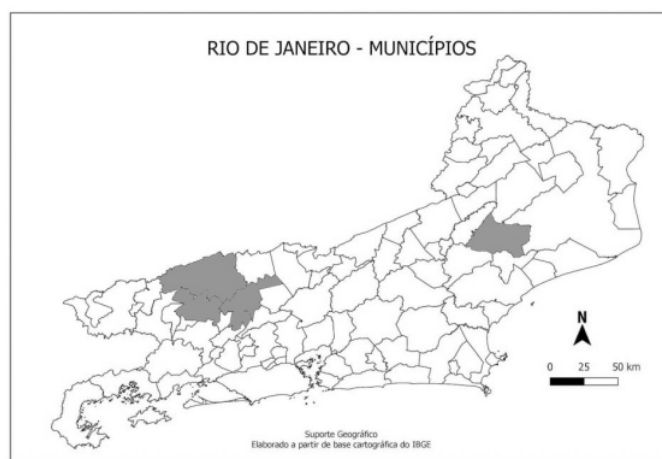 RIO DE JANEIRO - MUNICÍPIOS
N
0 25 50 km
Suporte Geográfico
Elaborado a partir de base cartográfica do IBGE